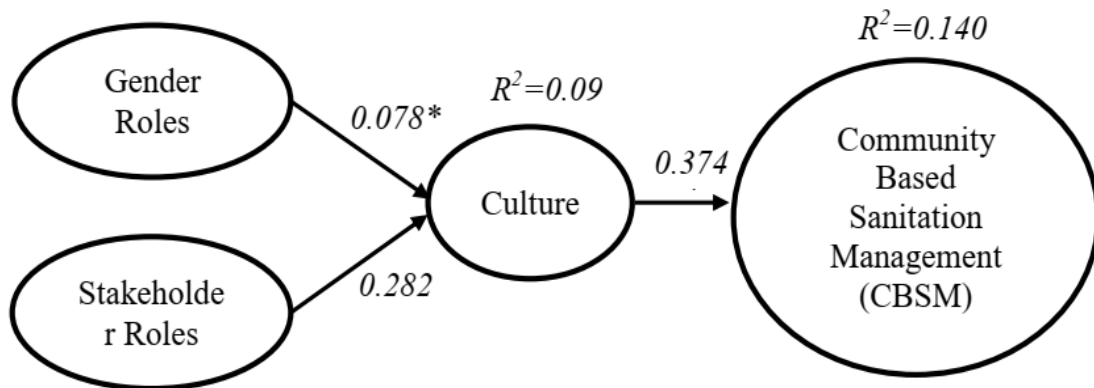 Gender
Roles
0.078*
R²=0.09
Culture
0.282
Stakeholde
r Roles
0.374
R²=0.140
Community
Based
Sanitation
Management
(CBSM)